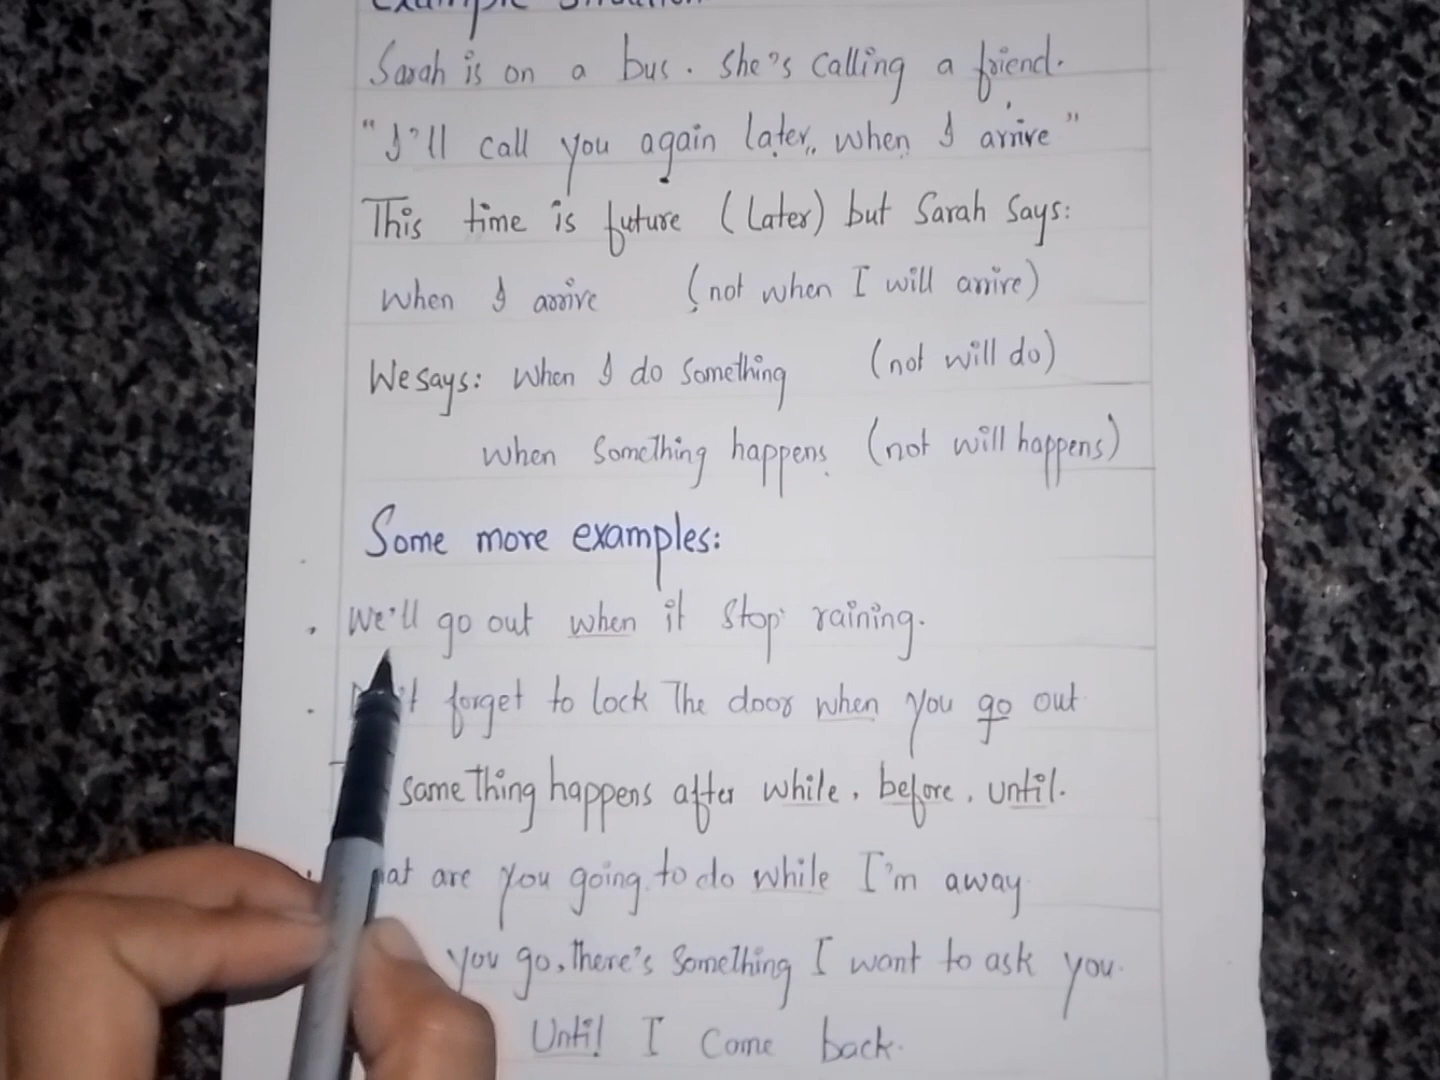 Sarah is on a bus. She's calling a friend.
"I'll call you again later, when I arrive"
This time is future (Later) but Sarah Says:
when I arrive (not when I will arrive)
We says: when I do Something (not will do)
when Something happens (not will happens)
Some more examples:
We'll go out when it stop raining.
forget to lock The door when you go out
something happens after while, before, until.
are you going to do while I'm away
you go, there's Something I want to ask you.
Until I Come back.